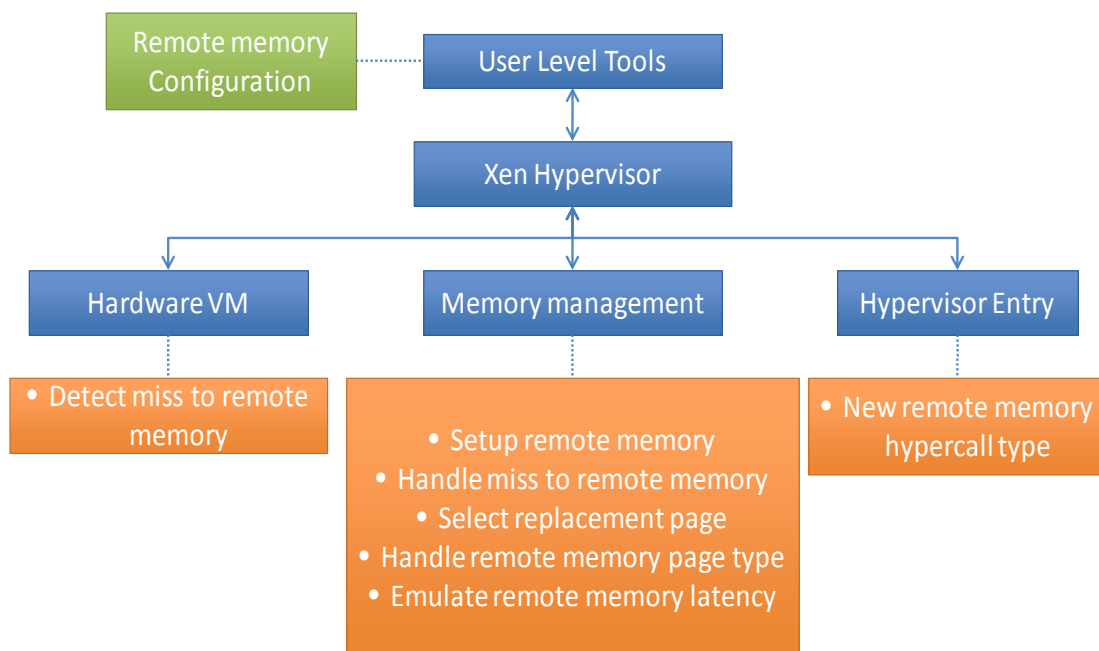 Remote memory
Configuration
User Level Tools
Xen Hypervisor
Hardware VM
Memory management
Hypervisor Entry
• Detect miss to remote
memory
• Setup remote memory
• Handle miss to remote memory
• Select replacement page
• Handle remote memory page type
• Emulate remote memory latency
• New remote memory
hypercall type